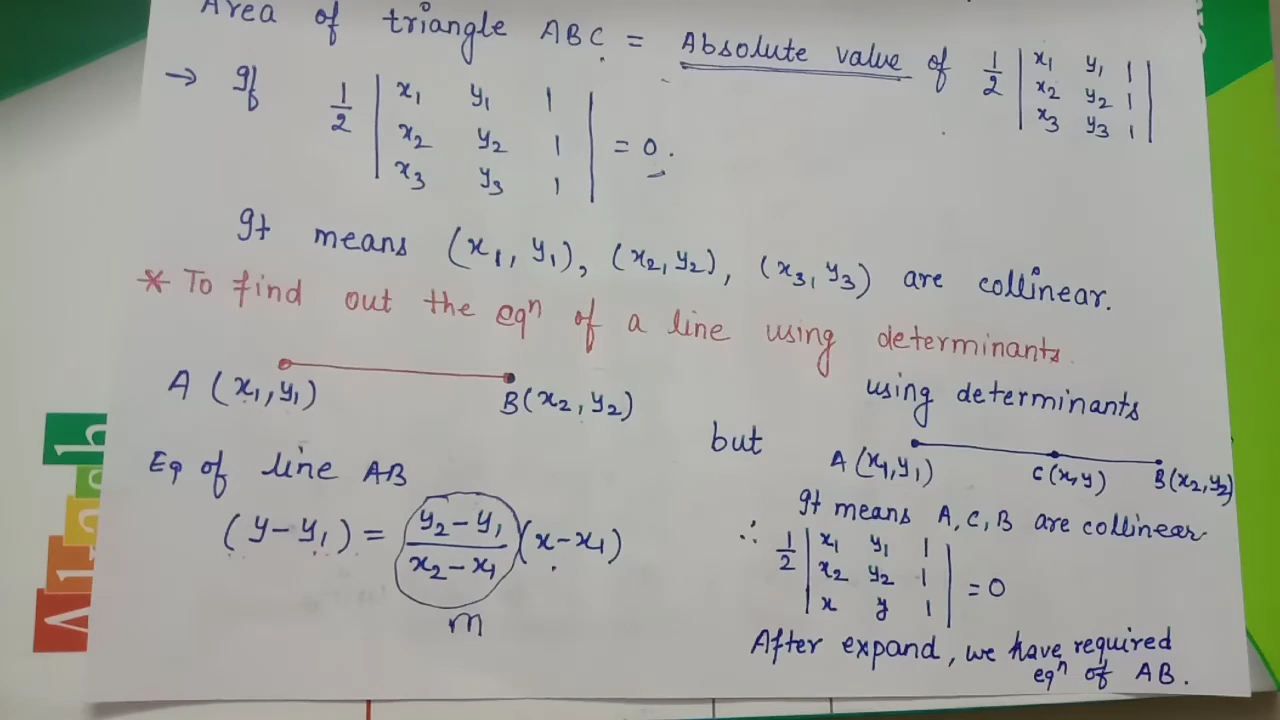 Area of triangle ABC = Absolute value of 1/2 | x₁ y₁ 1 |
| x₂ y₂ 1 |
| x₃ y₃ 1 |
→ If 1/2 | x₁ y₁ 1 |
| x₂ y₂ 1 | = 0.
| x₃ y₃ 1 |
It means (x₁, y₁), (x₂, y₂), (x₃, y₃) are collinear.
* To find out the eqⁿ of a line using determinants.
A (x₁, y₁) B(x₂, y₂)
Eq of line AB
(y-y₁) = (y₂-y₁)/(x₂-x₁) (x-x₁)
m
using determinants
but
A (x₁, y₁) C(x, y) B(x₂, y₂)
It means A, C, B are collinear
∴ 1/2 | x₁ y₁ 1 |
| x₂ y₂ 1 | = 0
| x y 1 |
After expand, we have required
eqⁿ of AB.